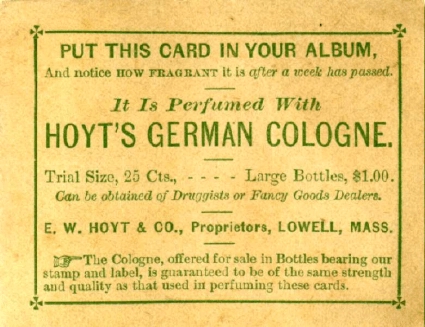 PUT THIS CARD IN YOUR ALBUM,
And notice HOW FRAGRANT it is after a week has passed.
It Is Perfumed With
HOYT'S GERMAN COLOGNE.
Trial Size, 25 Cts., - - - - Large Bottles, $1.00.
Can be obtained of Druggists or Fancy Goods Dealers.
E. W. HOYT & CO., Proprietors, LOWELL, MASS.
☞The Cologne, offered for sale in Bottles bearing our
stamp and label, is guaranteed to be of the same strength
and quality as that used in perfuming these cards.